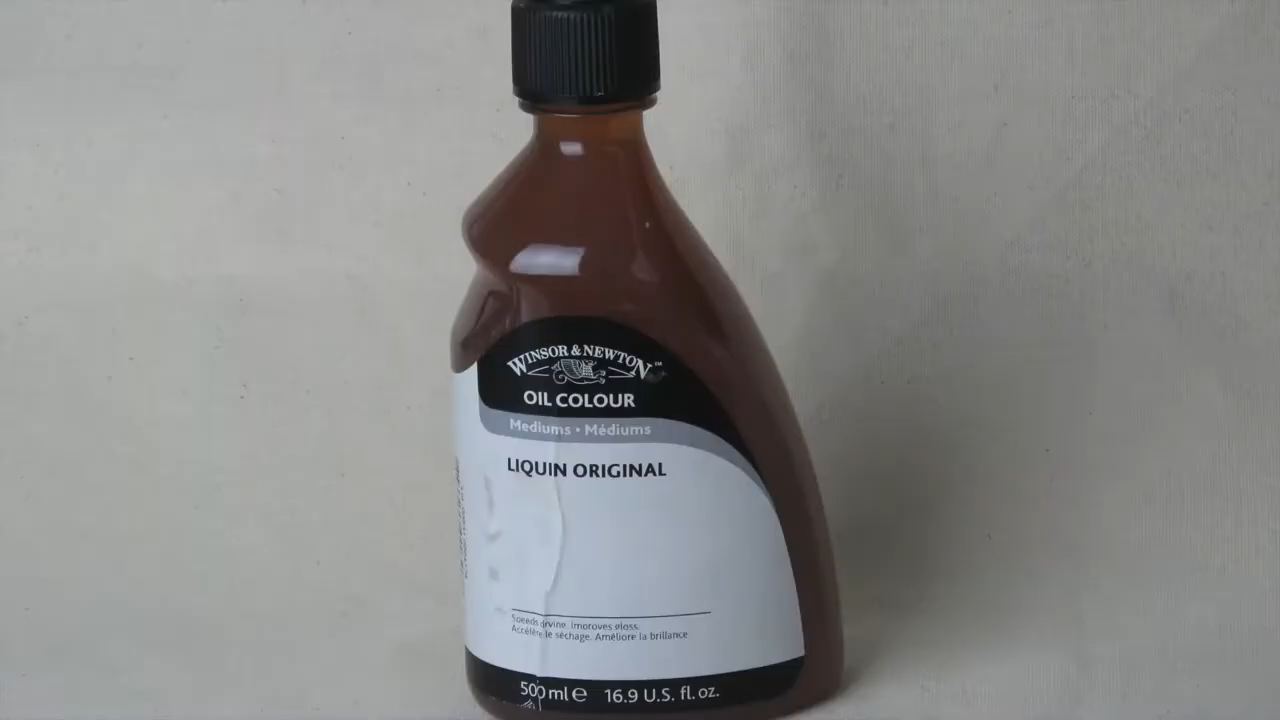 WINSOR & NEWTON™
OIL COLOUR
Mediums • Médiums
LIQUIN ORIGINAL
Speeds drying. Improves gloss.
Accélère le séchage. Améliore la brillance
500 ml e 16.9 U.S. fl. oz.